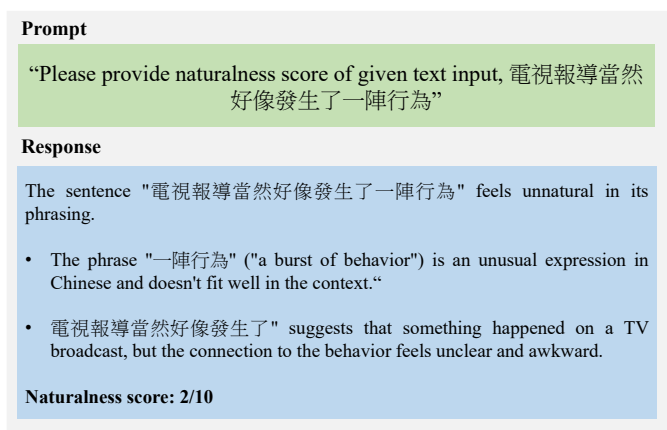 Prompt
“Please provide naturalness score of given text input, 電視報導當然
好像發生了一陣行為”
Response
The sentence "電視報導當然好像發生了一陣行為" feels unnatural in its
phrasing.
• The phrase "一陣行為" ("a burst of behavior") is an unusual expression in
Chinese and doesn't fit well in the context.“
• 電視報導當然好像發生了" suggests that something happened on a TV
broadcast, but the connection to the behavior feels unclear and awkward.
Naturalness score: 2/10